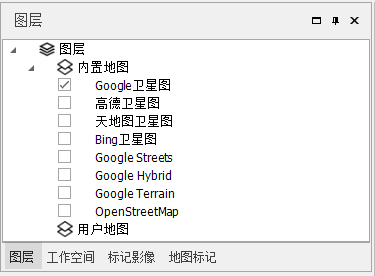 图层
图层
内置地图
Google卫星图
高德卫星图
天地图卫星图
Bing卫星图
Google Streets
Google Hybrid
Google Terrain
OpenStreetMap
用户地图
图层 工作空间 标记影像 地图标记